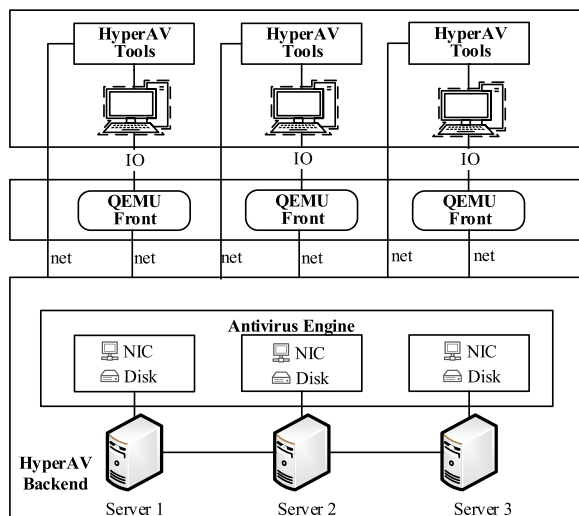 HyperAV
Tools
HyperAV
Tools
HyperAV
Tools
IO
IO
IO
QEMU
Front
QEMU
Front
QEMU
Front
net
net
net
net
net
net
Antivirus Engine
NIC
Disk
NIC
Disk
NIC
Disk
HyperAV
Backend
Server 1
Server 2
Server 3